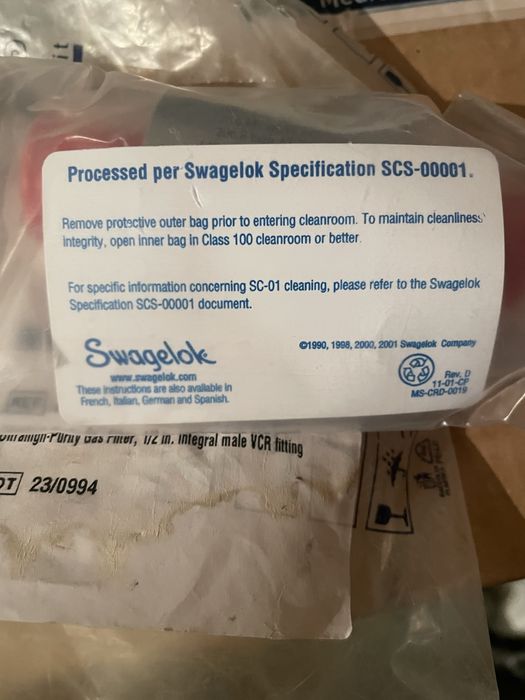 Processed per Swagelok Specification SCS-00001.
Remove protective outer bag prior to entering cleanroom. To maintain cleanliness
integrity, open inner bag in Class 100 cleanroom or better.
For specific information concerning SC-01 cleaning, please refer to the Swagelok
Specification SCS-00001 document.
Swagelok
www.swagelok.com
These instructions are also available in
French, Italian, German and Spanish.
©1990, 1998, 2000, 2001 Swagelok Company
Rev. D
11-01-CP
MS-CRD-0019
Gas Filter, 1/2 in. integral male VCR fitting
23/0994